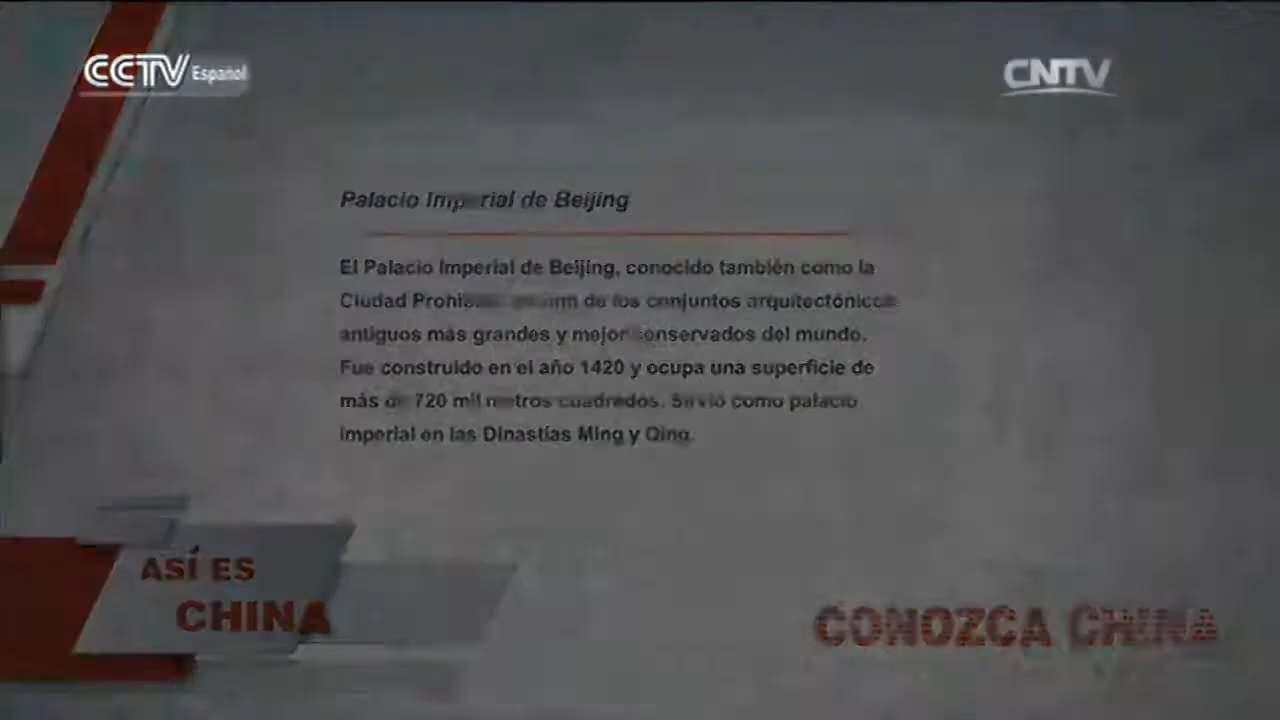 CCTV Español
CNTV
Palacio Imperial de Beijing
El Palacio Imperial de Beijing, conocido también como la
Ciudad de los conjuntos arquitectónicos
antiguos más grandes y mejor conservados del mundo.
Fue construido en el año 1420 y ocupa una superficie de
más de 720 mil metros cuadrados. Sirvió como palacio
imperial en las Dinastías Ming y Qing.
ASÍ ES
CHINA
CONOZCA CHINA